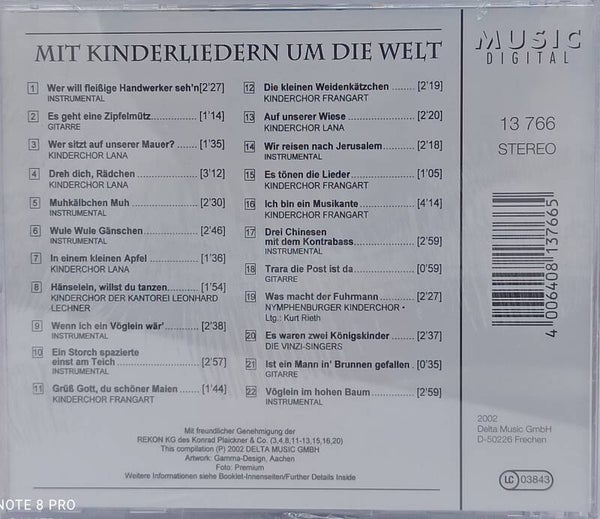 MIT KINDERLIEDERN UM DIE WELT
1 Wer will fleißige Handwerker seh'n[2'27]
INSTRUMENTAL
2 Es geht eine Zipfelmütz............[1'14]
GITARRE
3 Wer sitzt auf unserer Mauer?......[1'35]
KINDERCHOR LANA
4 Dreh dich, Rädchen................[3'12]
KINDERCHOR LANA
5 Muhkälbchen Muh................[2'30]
INSTRUMENTAL
6 Wule Wule Gänschen............[2'46]
INSTRUMENTAL
7 In einem kleinen Apfel............[1'36]
KINDERCHOR LANA
8 Hänselein, willst du tanzen........[1'54]
KINDERCHOR DER KANTOREI LEONHARD
LECHNER
9 Wenn ich ein Vöglein wär'..........[2'38]
INSTRUMENTAL
10 Ein Storch spazierte
einst am Teich......................[2'57]
INSTRUMENTAL
11 Grüß Gott, du schöner Maien....[1'44]
KINDERCHOR FRANGART
12 Die kleinen Weidenkätzchen........[2'19]
KINDERCHOR FRANGART
13 Auf unserer Wiese..................[2'20]
KINDERCHOR LANA
14 Wir reisen nach Jerusalem..........[2'18]
INSTRUMENTAL
15 Es tönen die Lieder..................[1'05]
KINDERCHOR FRANGART
16 Ich bin ein Musikante..............[4'14]
KINDERCHOR FRANGART
17 Drei Chinesen
mit dem Kontrabass................[2'59]
INSTRUMENTAL
18 Trara die Post ist da................[0'59]
GITARRE
19 Was macht der Fuhrmann..........[2'27]
NYMPHENBURGER KINDERCHOR •
Ltg.: Kurt Rieth
20 Es waren zwei Königskinder......[2'37]
DIE VINZI-SINGERS
21 Ist ein Mann in' Brunnen gefallen .[0'35]
GITARRE
22 Vöglein im hohen Baum............[2'59]
INSTRUMENTAL
Mit freundlicher Genehmigung der
REKON KG des Konrad Plaickner & Co. (3,4,8,11-13,15,16,20)
This compilation (P) 2002 DELTA MUSIC GMBH
Artwork: Gamma-Design, Aachen
Foto: Premium
Weitere Informationen siehe Booklet-Innenseiten/Further Details Inside
MUSIC
DIGITAL
13 766
STEREO
4 006408 137665
2002
Delta Music GmbH
D-50226 Frechen
LC 03843
NOTE 8 PRO